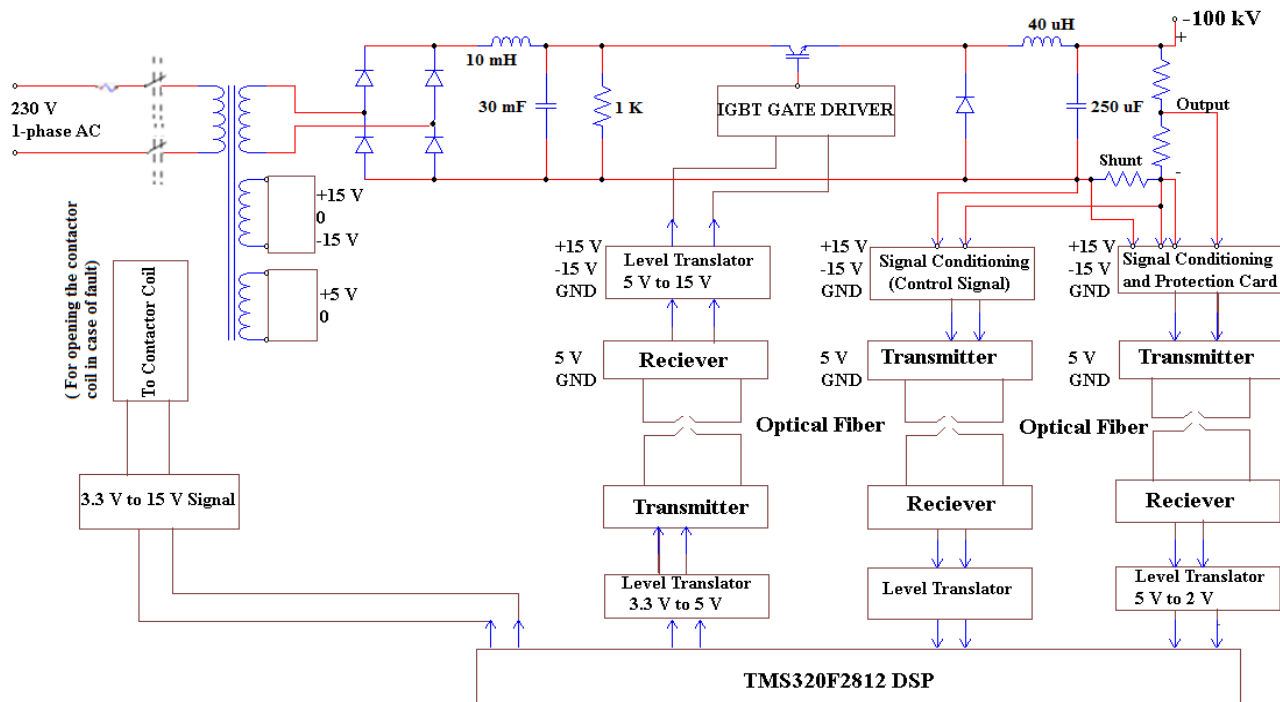 -100 kV
+
40 uH
10 mH
230 V
1-phase AC
30 mF
1 K
IGBT GATE DRIVER
250 uF
Output
Shunt
-
+15 V
0
-15 V
+5 V
0
( For opening the contactor
coil in case of fault)
To Contactor Coil
+15 V
-15 V
GND
Level Translator
5 V to 15 V
+15 V
-15 V
GND
Signal Conditioning
(Control Signal)
+15 V
-15 V
GND
Signal Conditioning
and Protection Card
5 V
GND
Reciever
5 V
GND
Transmitter
5 V
GND
Transmitter
Optical Fiber
Optical Fiber
3.3 V to 15 V Signal
Transmitter
Reciever
Reciever
Level Translator
3.3 V to 5 V
Level Translator
Level Translator
5 V to 2 V
TMS320F2812 DSP